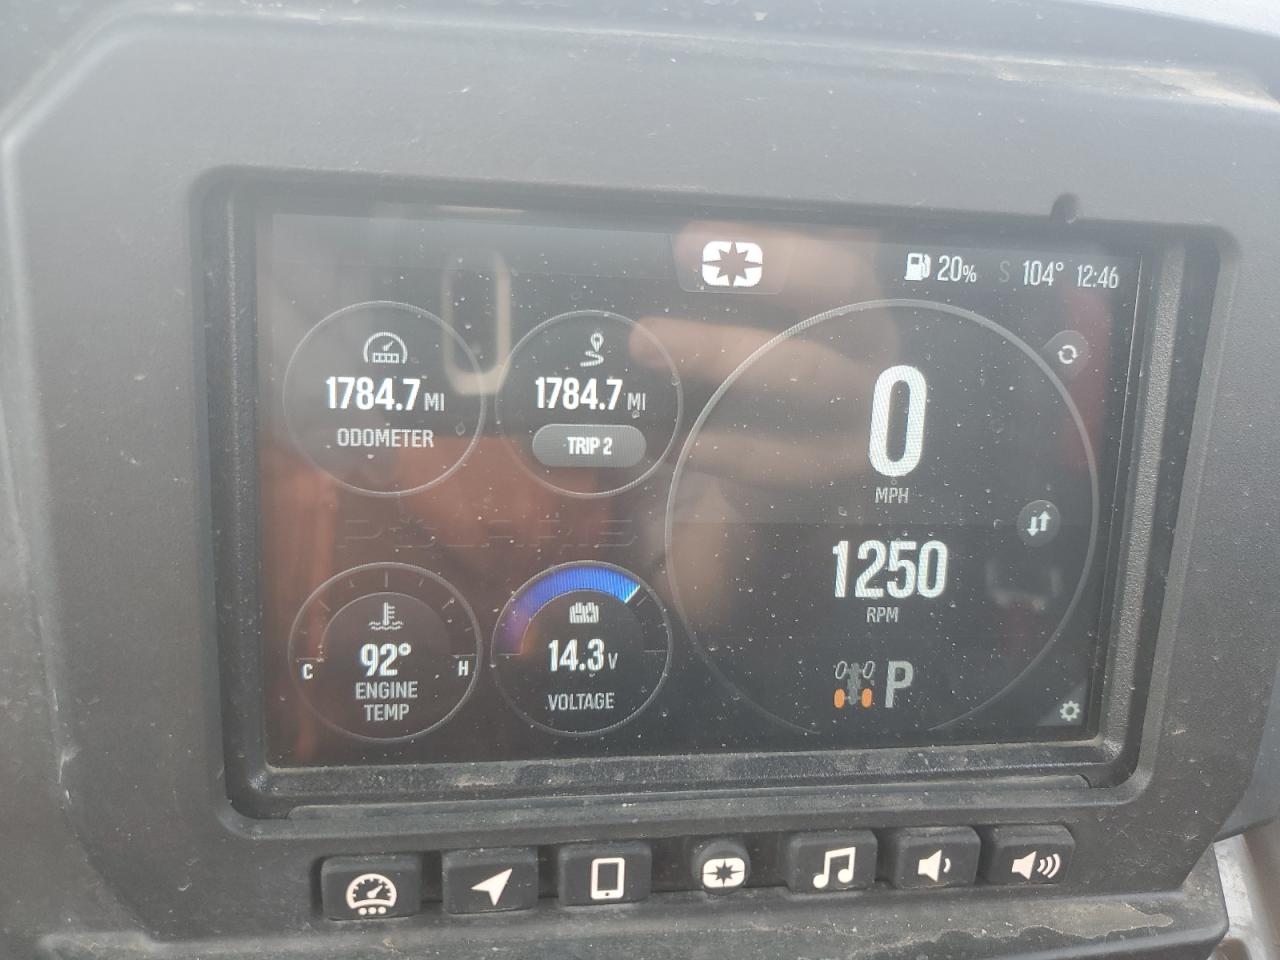 20% S 104° 12:46
1784.7 MI
ODOMETER
1784.7 MI
TRIP 2
0
MPH
POLARIS
1250
RPM
C 92° H
ENGINE
TEMP
14.3 V
VOLTAGE
P